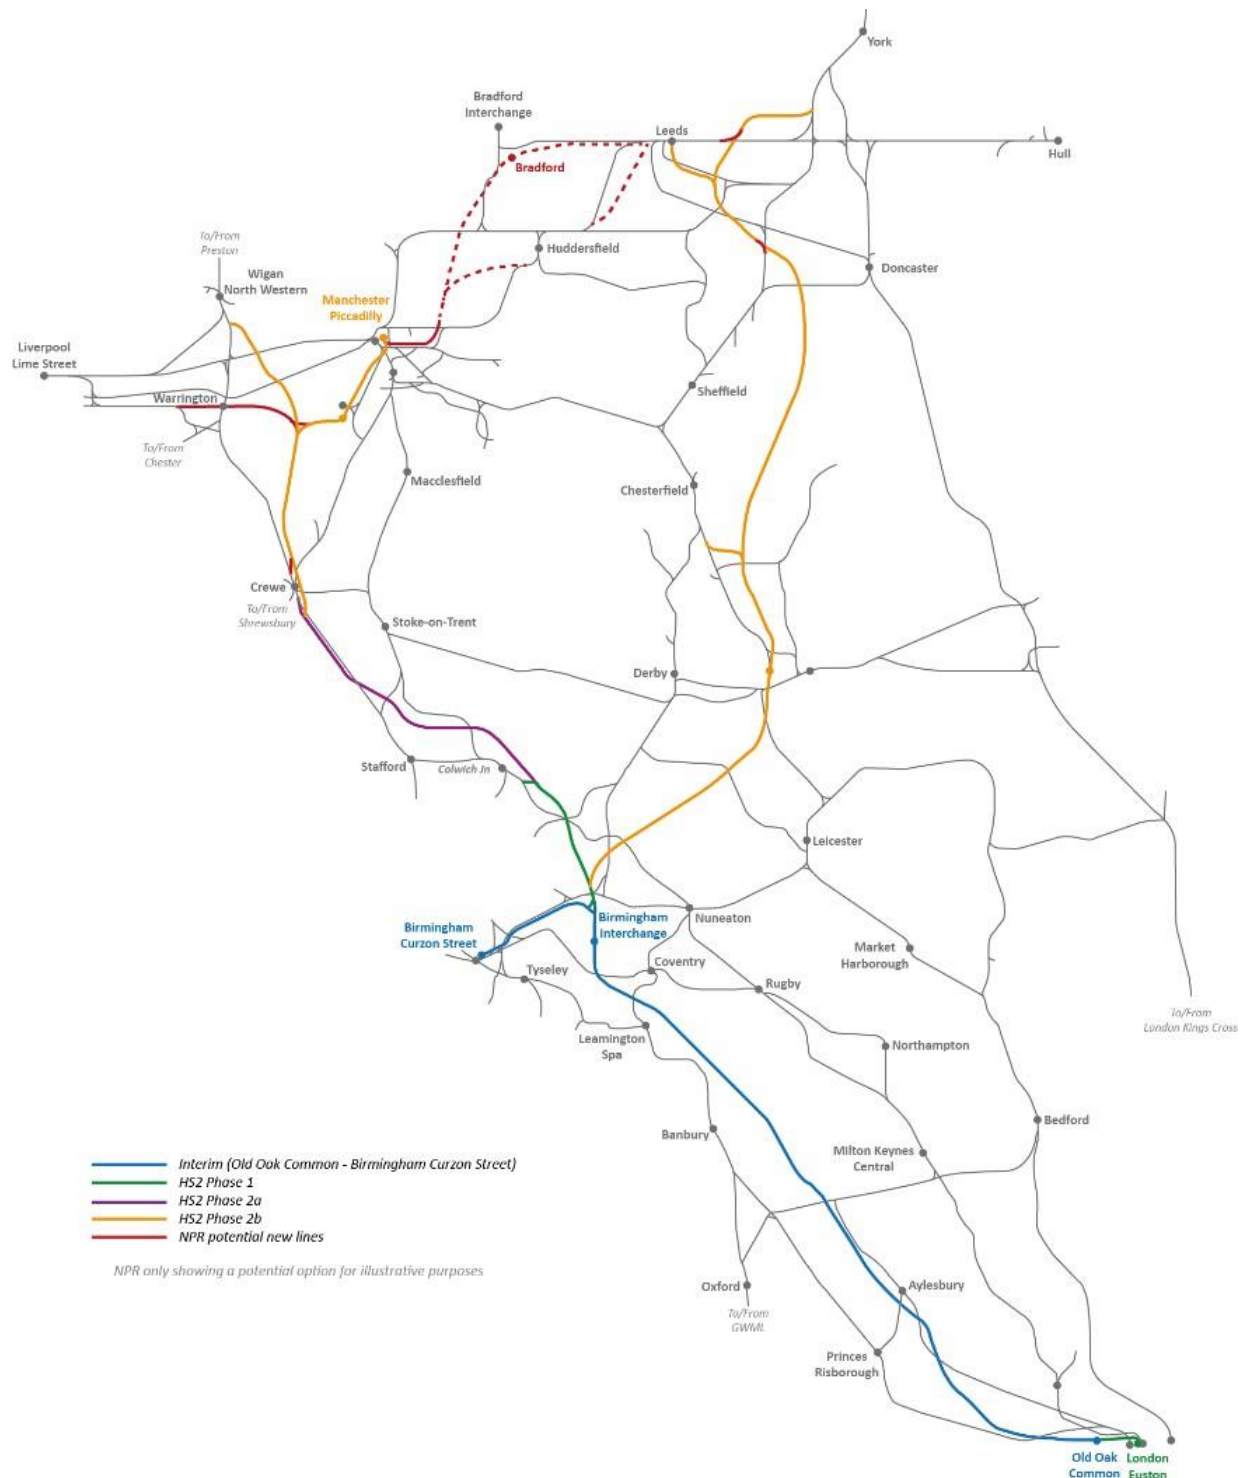 York
Bradford
Interchange
Leeds
Hull
Bradford
To/From
Preston
Huddersfield
Wigan
North Western
Doncaster
Manchester
Piccadilly
Liverpool
Lime Street
Sheffield
Warrington
To/From
Chester
Macclesfield
Chesterfield
Crewe
To/From
Shrewsbury
Stoke-on-Trent
Derby
Stafford
Colwich Jn
Leicester
Birmingham
Curzon Street
Birmingham
Interchange
Nuneaton
Market
Harborough
Tyseley
Coventry
Rugby
To/From
London Kings Cross
Leamington
Spa
Northampton
Bedford
Banbury
Milton Keynes
Central
Interim (Old Oak Common - Birmingham Curzon Street)
HS2 Phase 1
HS2 Phase 2a
HS2 Phase 2b
NPR potential new lines
NPR only showing a potential option for illustrative purposes
Oxford
To/From
GWML
Aylesbury
Princes
Risborough
Old Oak
Common
London
Euston